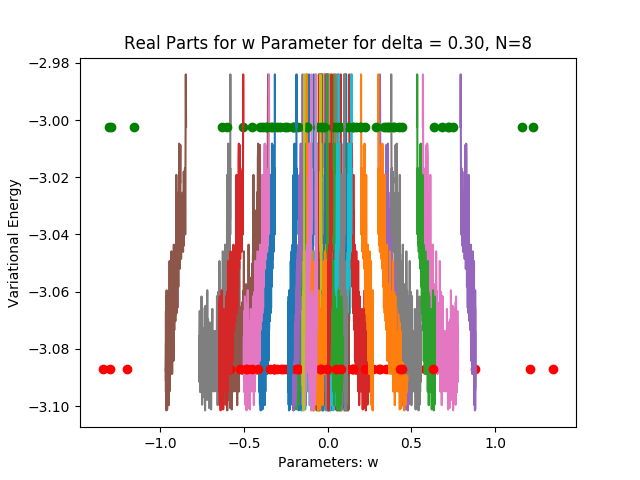 Real Parts for w Parameter for delta = 0.30, N=8
Variational Energy
−2.98
−3.00
−3.02
−3.04
−3.06
−3.08
−3.10
−1.0 −0.5 0.0 0.5 1.0
Parameters: w